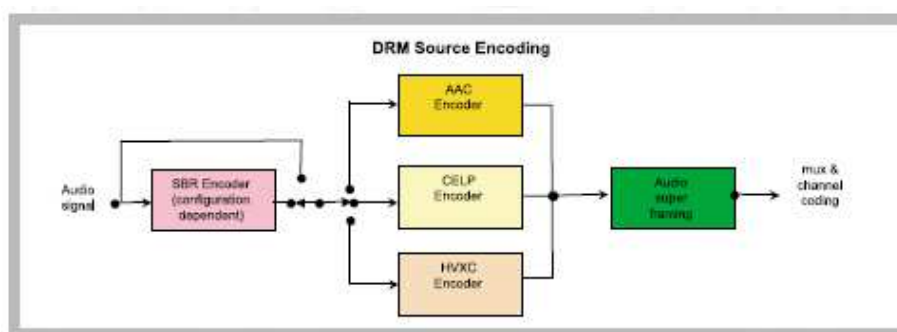 DRM Source Encoding
AAC
Encoder
Audio
signal
SBR Encoder
(configuration
dependent)
CELP
Encoder
Audio
super
framing
mux &
channel
coding
HVXC
Encoder